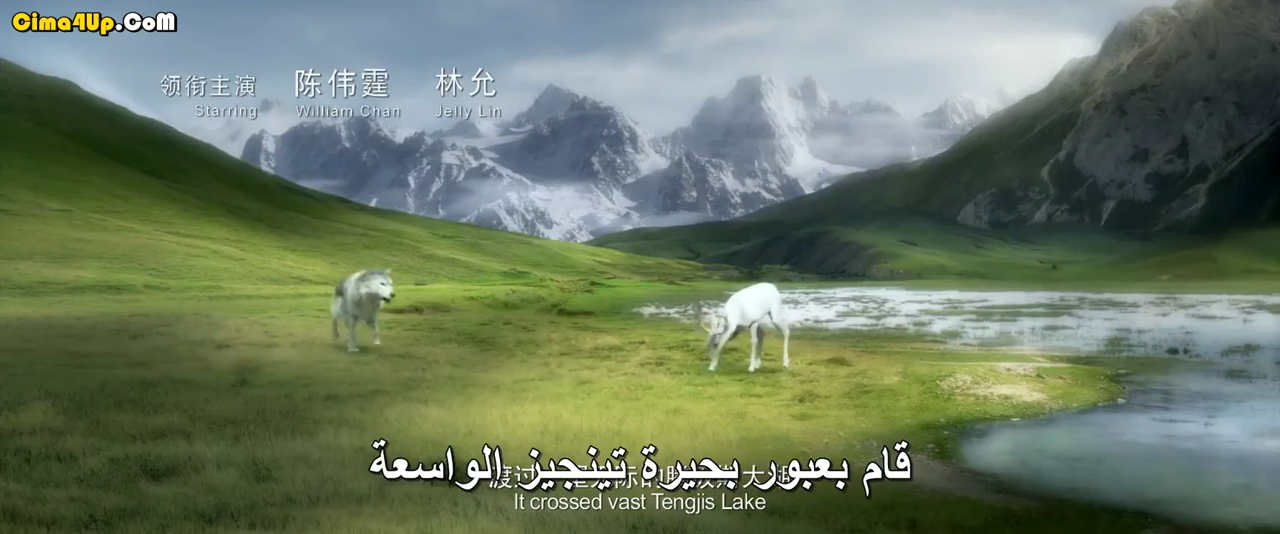 Cima4Up.CoM
领衔主演 陈伟霆 林允
Starring William Chan Jelly Lin
قام بعبور بحيرة تينجيز الواسعة
It crossed vast Tengjis Lake